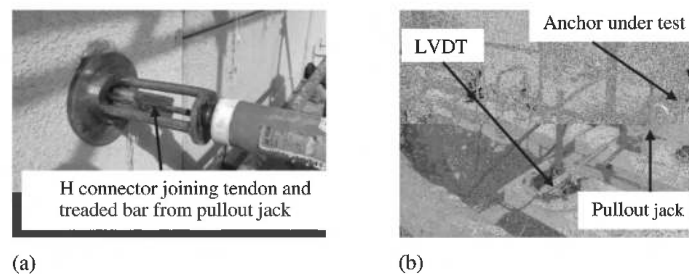 H connector joining tendon and
treaded bar from pullout jack
(a)
LVDT
Anchor under test
Pullout jack
(b)